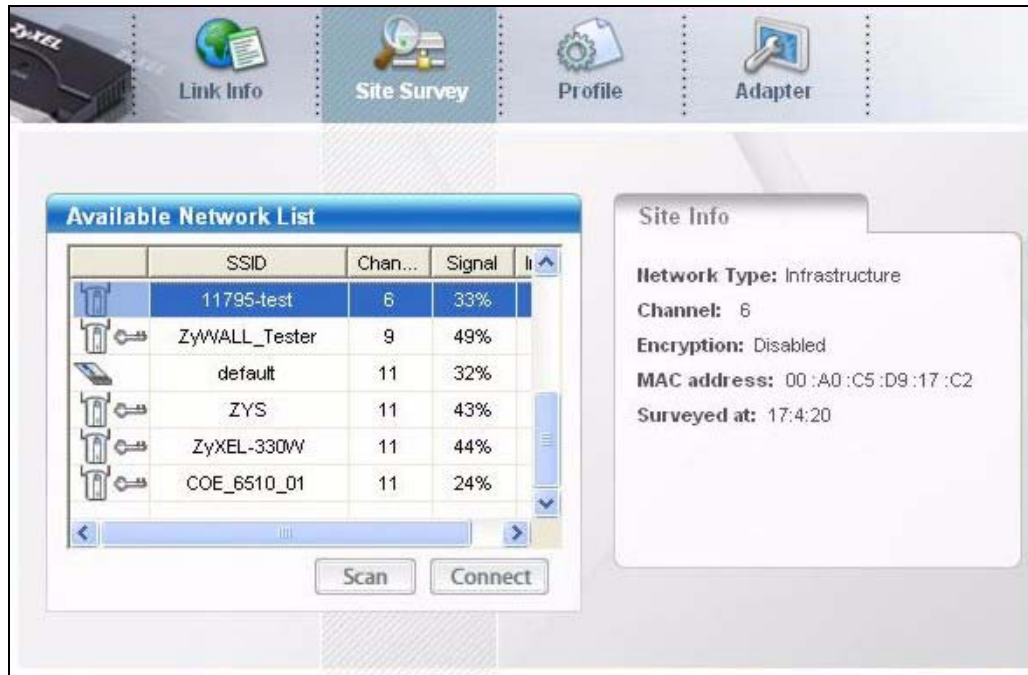 ZyXEL
Link Info
Site Survey
Profile
Adapter
Available Network List
SSID Chan... Signal
11795-test 6 33%
ZyWALL_Tester 9 49%
default 11 32%
ZYS 11 43%
ZyXEL-330W 11 44%
COE_6510_01 11 24%
Scan Connect
Site Info
Network Type: Infrastructure
Channel: 6
Encryption: Disabled
MAC address: 00 :A0 :C5 :D9 :17 :C2
Surveyed at: 17:4:20